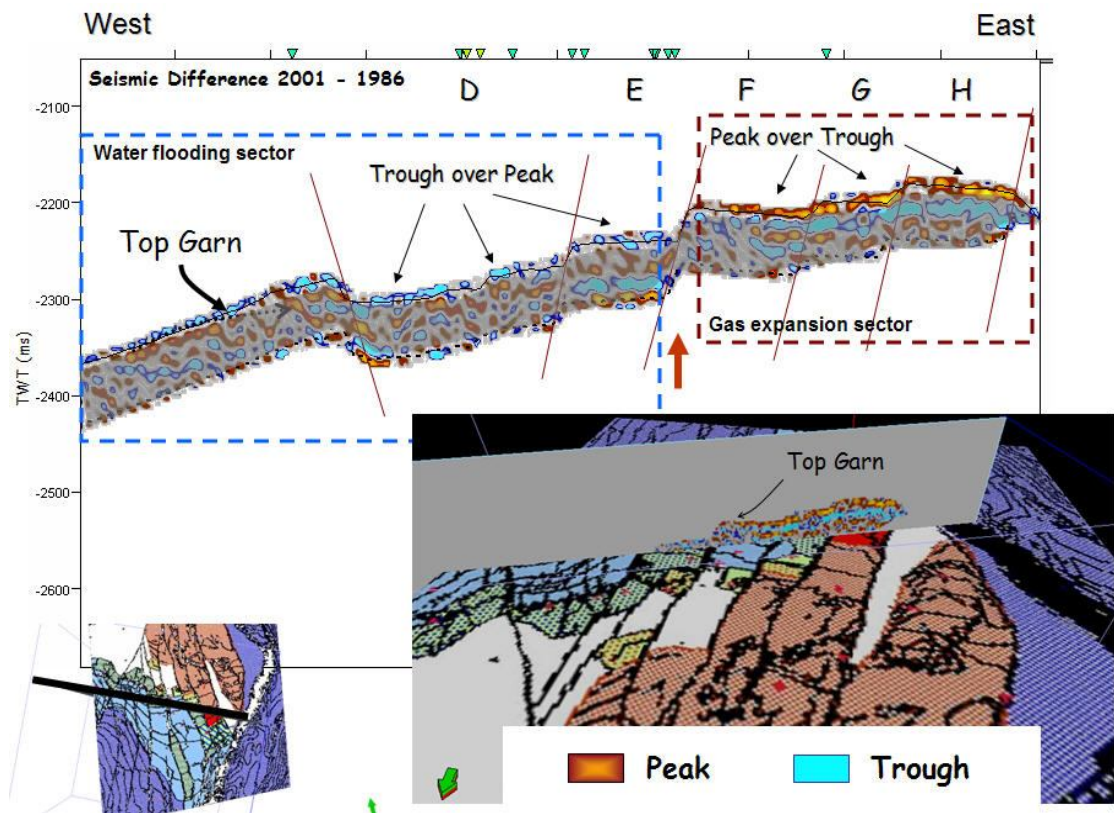 West
East
Seismic Difference 2001 - 1986
D
E
F
G
H
-2100
Water flooding sector
Trough over Peak
Peak over Trough
-2200
Top Garn
-2300
Gas expansion sector
TWT (ms)
-2400
-2500
Top Garn
-2600
Peak
Trough